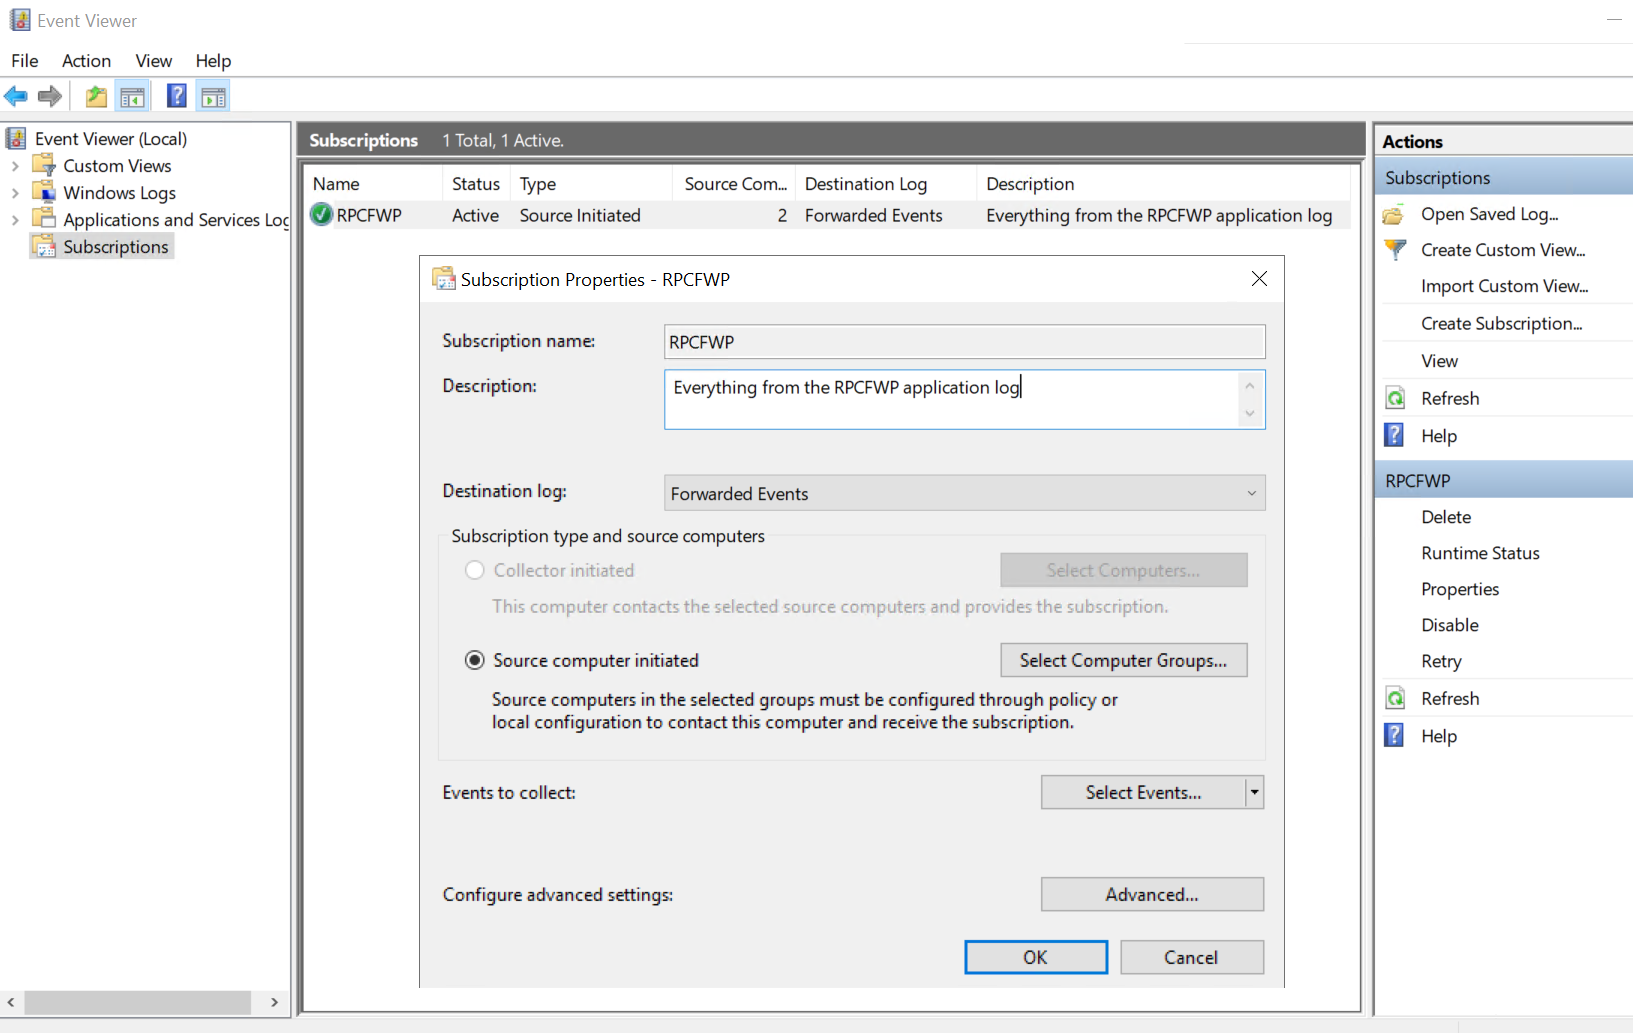 Event Viewer
File Action View Help
Event Viewer (Local)
Custom Views
Windows Logs
Applications and Services Log
Subscriptions
Subscriptions 1 Total, 1 Active.
Name Status Type Source Com... Destination Log Description
RPCFWP Active Source Initiated 2 Forwarded Events Everything from the RPCFWP application log
Subscription Properties - RPCFWP
Subscription name: RPCFWP
Description: Everything from the RPCFWP application log
Destination log: Forwarded Events
Subscription type and source computers
Collector initiated Select Computers...
This computer contacts the selected source computers and provides the subscription.
Source computer initiated Select Computer Groups...
Source computers in the selected groups must be configured through policy or
local configuration to contact this computer and receive the subscription.
Events to collect: Select Events...
Configure advanced settings: Advanced...
OK Cancel
Actions
Subscriptions
Open Saved Log...
Create Custom View...
Import Custom View...
Create Subscription...
View
Refresh
Help
RPCFWP
Delete
Runtime Status
Properties
Disable
Retry
Refresh
Help